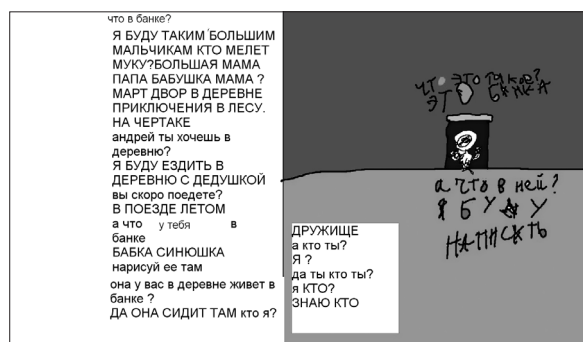 что в банке?
Я БУДУ ТАКИМ БОЛЬШИМ
МАЛЬЧИКАМ КТО МЕЛЕТ
МУКУ?БОЛЬШАЯ МАМА
ПАПА БАБУШКА МАМА ?
МАРТ ДВОР В ДЕРЕВНЕ
ПРИКЛЮЧЕНИЯ В ЛЕСУ.
НА ЧЕРТАКЕ
андрей ты хочешь в
деревню?
Я БУДУ ЕЗДИТЬ В
ДЕРЕВНЮ С ДЕДУШКОЙ
вы скоро поедете?
В ПОЕЗДЕ ЛЕТОМ
а что у тебя в
банке
БАБКА СИНЮШКА
нарисуй ее там
она у вас в деревне живет в
банке ?
ДА ОНА СИДИТ ТАМ кто я?
ЧТО ЭТО ТАКОЕ?
ЭТ БАНКА
а что в ней?
Я БУДУ
НАПИСАТЬ
ДРУЖИЩЕ
а кто ты?
Я ?
да ты кто ты?
я КТО?
ЗНАЮ КТО